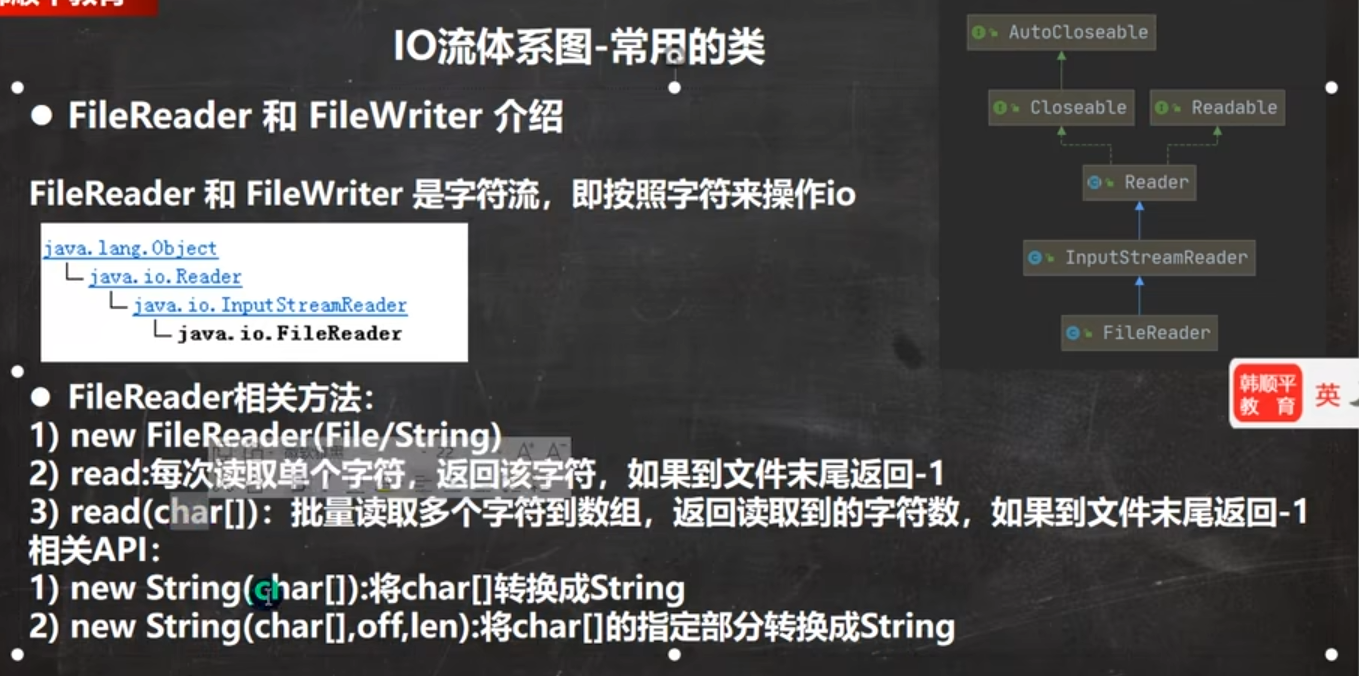 IO流体系图-常用的类
AutoCloseable
Closeable
Readable
Reader
InputStreamReader
FileReader
● FileReader 和 FileWriter 介绍
FileReader 和 FileWriter 是字符流，即按照字符来操作io
java.lang.Object
java.io.Reader
java.io.InputStreamReader
java.io.FileReader
● FileReader相关方法：
1) new FileReader(File/String)
2) read:每次读取单个字符，返回该字符，如果到文件末尾返回-1
3) read(char[])：批量读取多个字符到数组，返回读取到的字符数，如果到文件末尾返回-1
相关API：
1) new String(char[]):将char[]转换成String
2) new String(char[],off,len):将char[]的指定部分转换成String
韩顺平
教 育
英